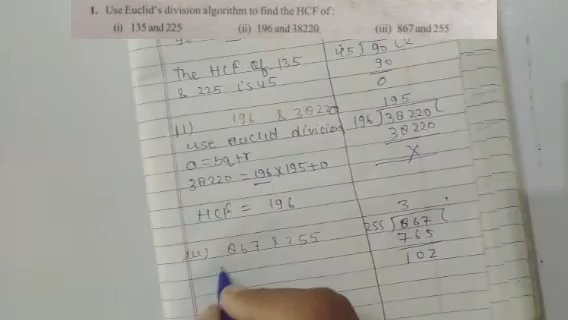 1. Use Euclid's division algorithm to find the HCF of :
(i) 135 and 225 (ii) 196 and 38220 (iii) 867 and 255
45 ) 90 ( 2
90
0
The HCF of 135
& 225 is 45
ii) 196 & 38220
use euclid division
a = bq + r
38220 = 196 × 195 + 0
HCF = 196
195
196 ) 38220 (
38220
X
iii) 867 & 255
3
255 ) 867 (
765
102